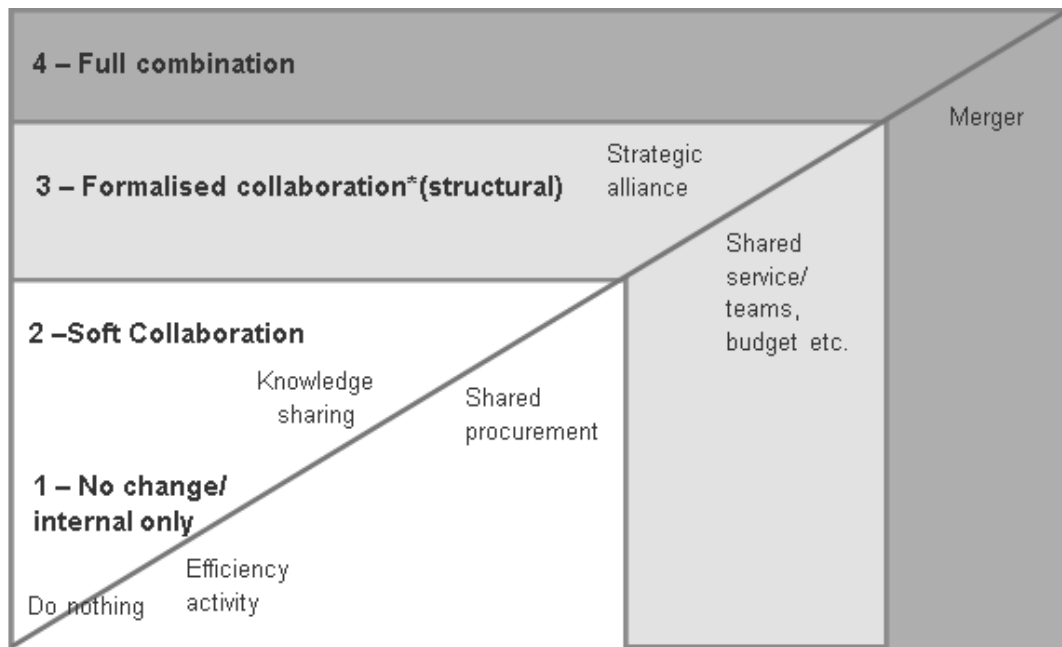 4 – Full combination
Merger
Strategic
alliance
3 – Formalised collaboration*(structural)
Shared
service/
teams,
budget etc.
2 –Soft Collaboration
Knowledge
sharing
Shared
procurement
1 – No change/
internal only
Efficiency
activity
Do nothing